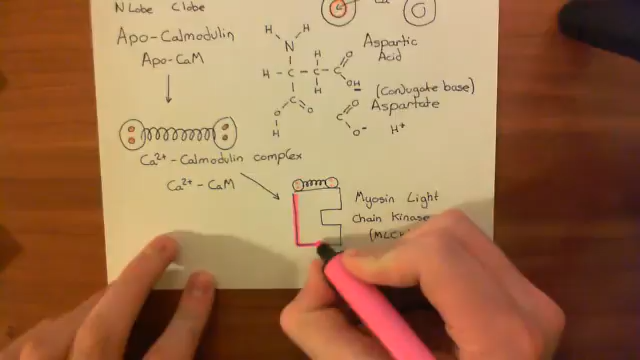 N Lobe C lobe
Apo-Calmodulin
Apo-CaM
Ca²⁺-Calmodulin complex
Ca²⁺-CaM
H H
N
H - C - C - C O
H
H
OH
C O
O
H
Aspartic
Acid
(Conjugate base)
Aspartate
C O
O⁻
H⁺
Myosin Light
Chain Kinase